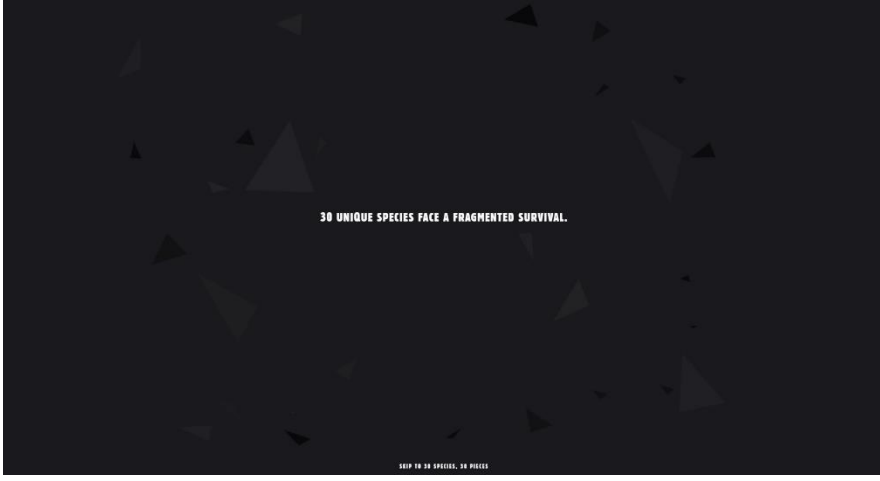 30 UNIQUE SPECIES FACE A FRAGMENTED SURVIVAL.
SKIP TO 30 SPECIES, 30 PIECES